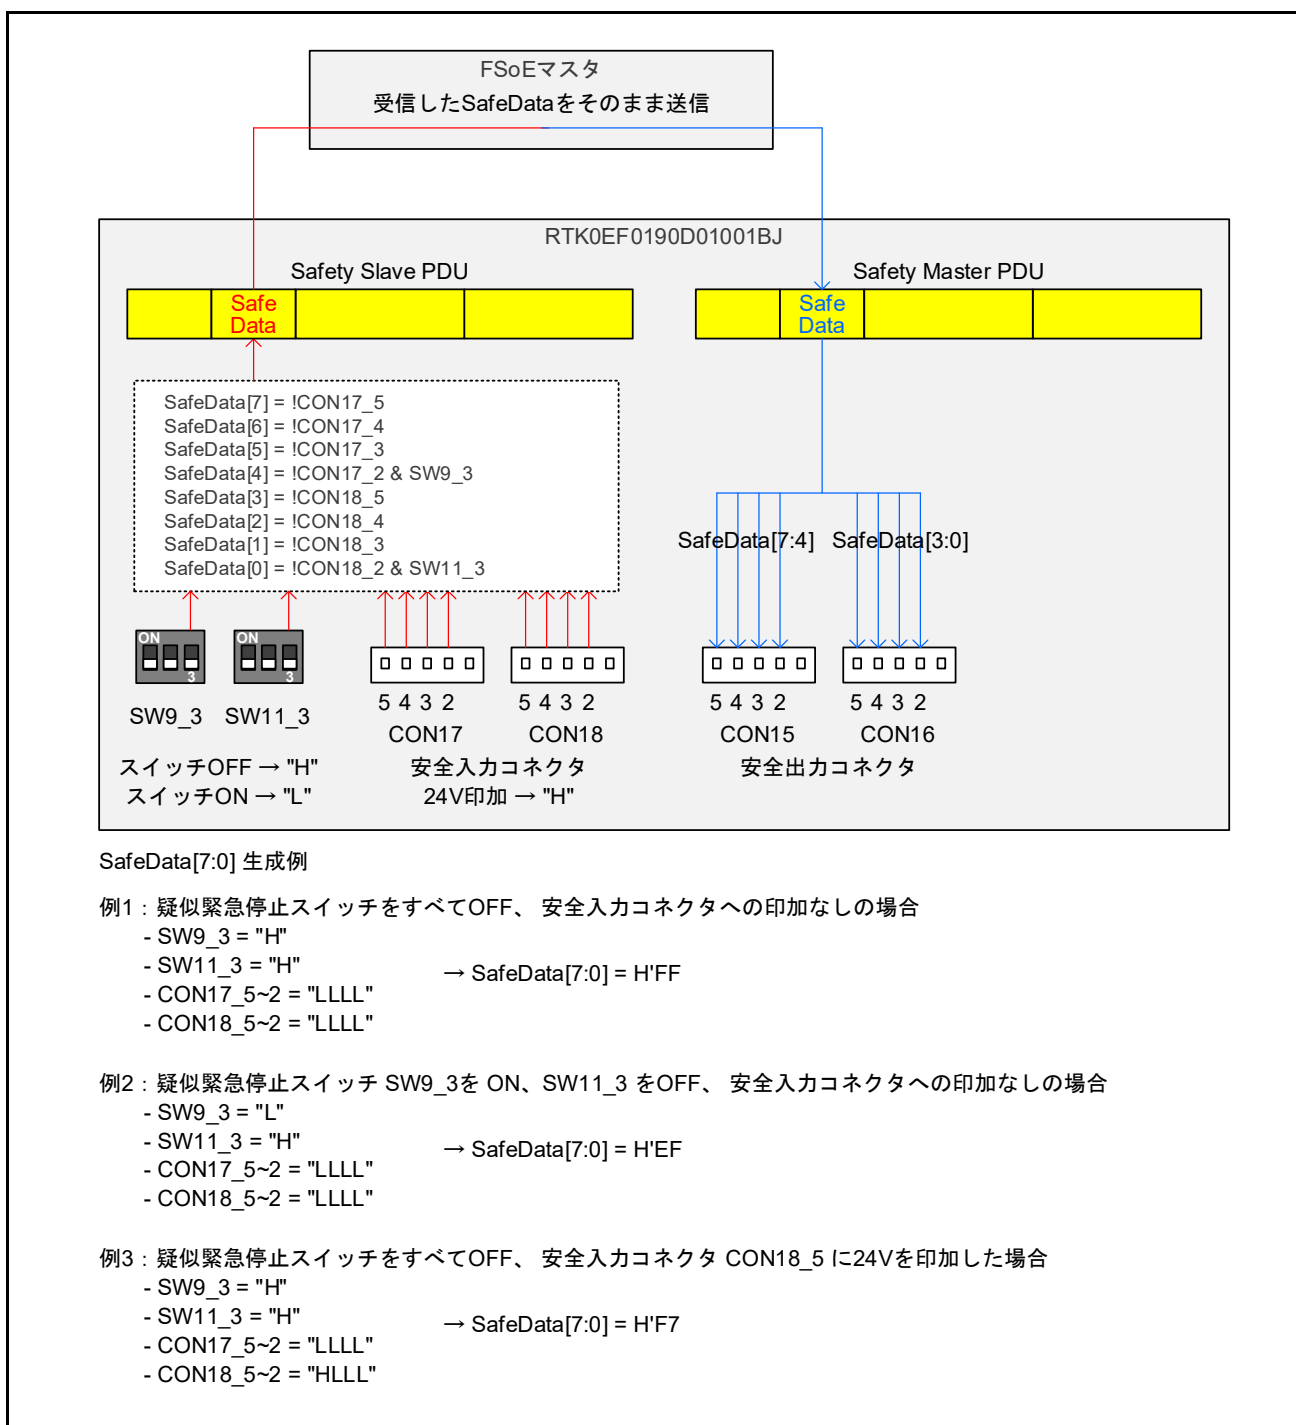 FSoEマスタ
受信したSafeDataをそのまま送信
RTK0EF0190D01001BJ
Safety Slave PDU
Safety Master PDU
Safe
Data
Safe
Data
SafeData[7] = !CON17_5
SafeData[6] = !CON17_4
SafeData[5] = !CON17_3
SafeData[4] = !CON17_2 & SW9_3
SafeData[3] = !CON18_5
SafeData[2] = !CON18_4
SafeData[1] = !CON18_3
SafeData[0] = !CON18_2 & SW11_3
SafeData[7:4]
SafeData[3:0]
ON
3
ON
3
SW9_3
SW11_3
5 4 3 2
5 4 3 2
5 4 3 2
5 4 3 2
CON17
CON18
CON15
CON16
スイッチOFF → "H"
スイッチON → "L"
安全入力コネクタ
24V印加 → "H"
安全出力コネクタ
SafeData[7:0] 生成例
例1：疑似緊急停止スイッチをすべてOFF、 安全入力コネクタへの印加なしの場合
- SW9_3 = "H"
- SW11_3 = "H"
- CON17_5~2 = "LLLL"
- CON18_5~2 = "LLLL"
→ SafeData[7:0] = H'FF
例2：疑似緊急停止スイッチ SW9_3を ON、SW11_3 をOFF、 安全入力コネクタへの印加なしの場合
- SW9_3 = "L"
- SW11_3 = "H"
- CON17_5~2 = "LLLL"
- CON18_5~2 = "LLLL"
→ SafeData[7:0] = H'EF
例3：疑似緊急停止スイッチをすべてOFF、 安全入力コネクタ CON18_5 に24Vを印加した場合
- SW9_3 = "H"
- SW11_3 = "H"
- CON17_5~2 = "LLLL"
- CON18_5~2 = "HLLL"
→ SafeData[7:0] = H'F7